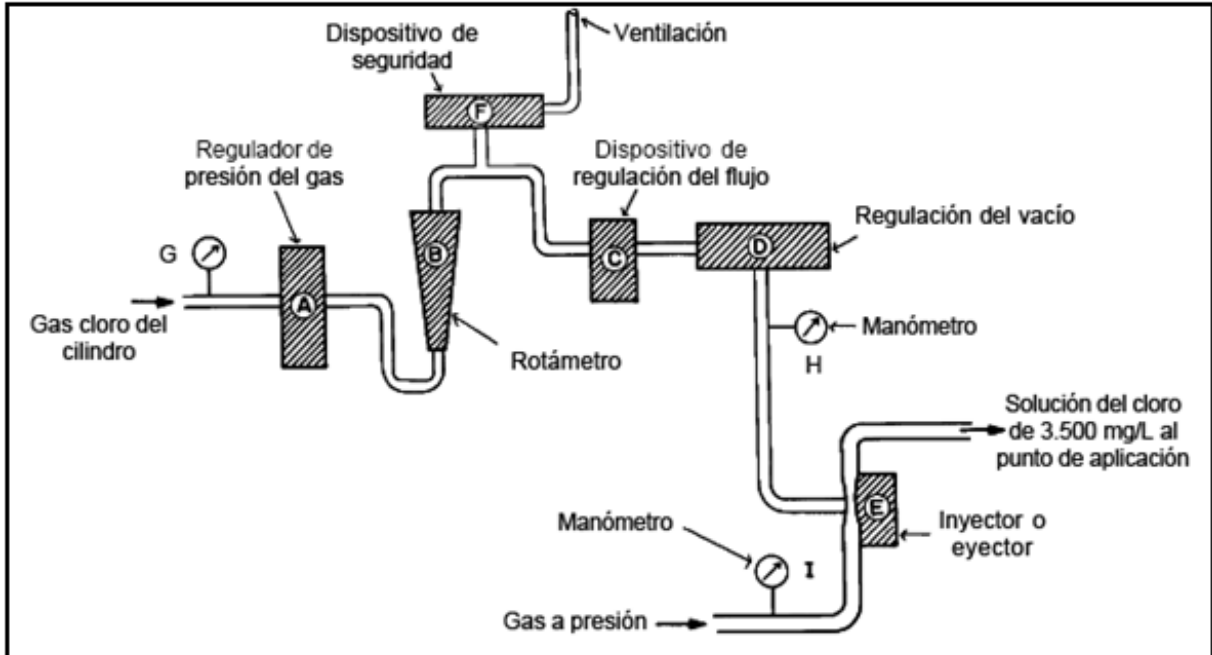 Dispositivo de
seguridad
Ventilación
F
Regulador de
presión del gas
Dispositivo de
regulación del flujo
Regulación del vacío
G
B
C
D
A
Gas cloro del
cilindro
Rotámetro
Manómetro
H
Solución del cloro
de 3.500 mg/L al
punto de aplicación
E
Manómetro
Inyector o
eyector
I
Gas a presión